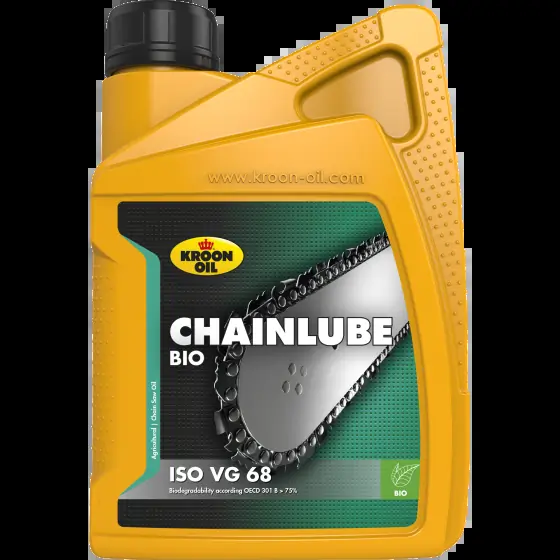 www.kroon-oil.com
KROON
OIL
CHAINLUBE
BIO
Agricultural | Chain Saw Oil
ISO VG 68
Biodegradability according OECD 301 B > 75%
BIO